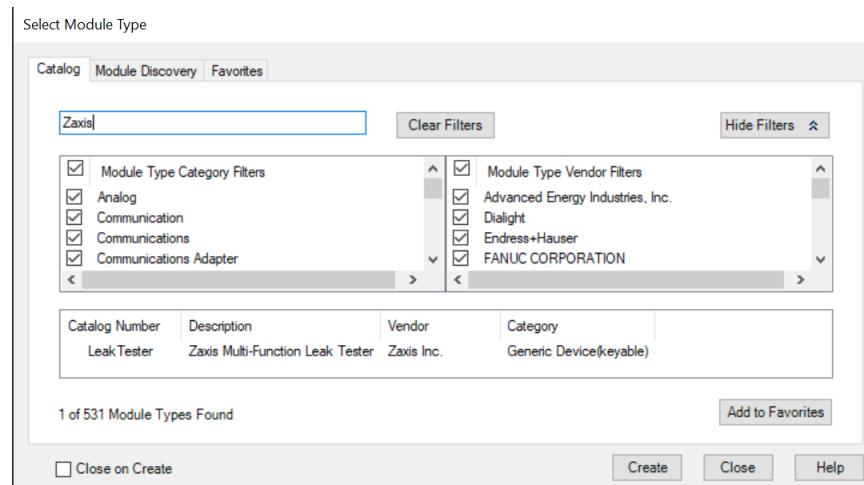 Select Module Type
Catalog Module Discovery Favorites
Zaxis Clear Filters Hide Filters
Module Type Category Filters
Analog
Communication
Communications
Communications Adapter
Module Type Vendor Filters
Advanced Energy Industries, Inc.
Dialight
Endress+Hauser
FANUC CORPORATION
Catalog Number Description Vendor Category
LeakTester Zaxis Multi-Function Leak Tester Zaxis Inc. Generic Device(keyable)
1 of 531 Module Types Found Add to Favorites
Close on Create Create Close Help